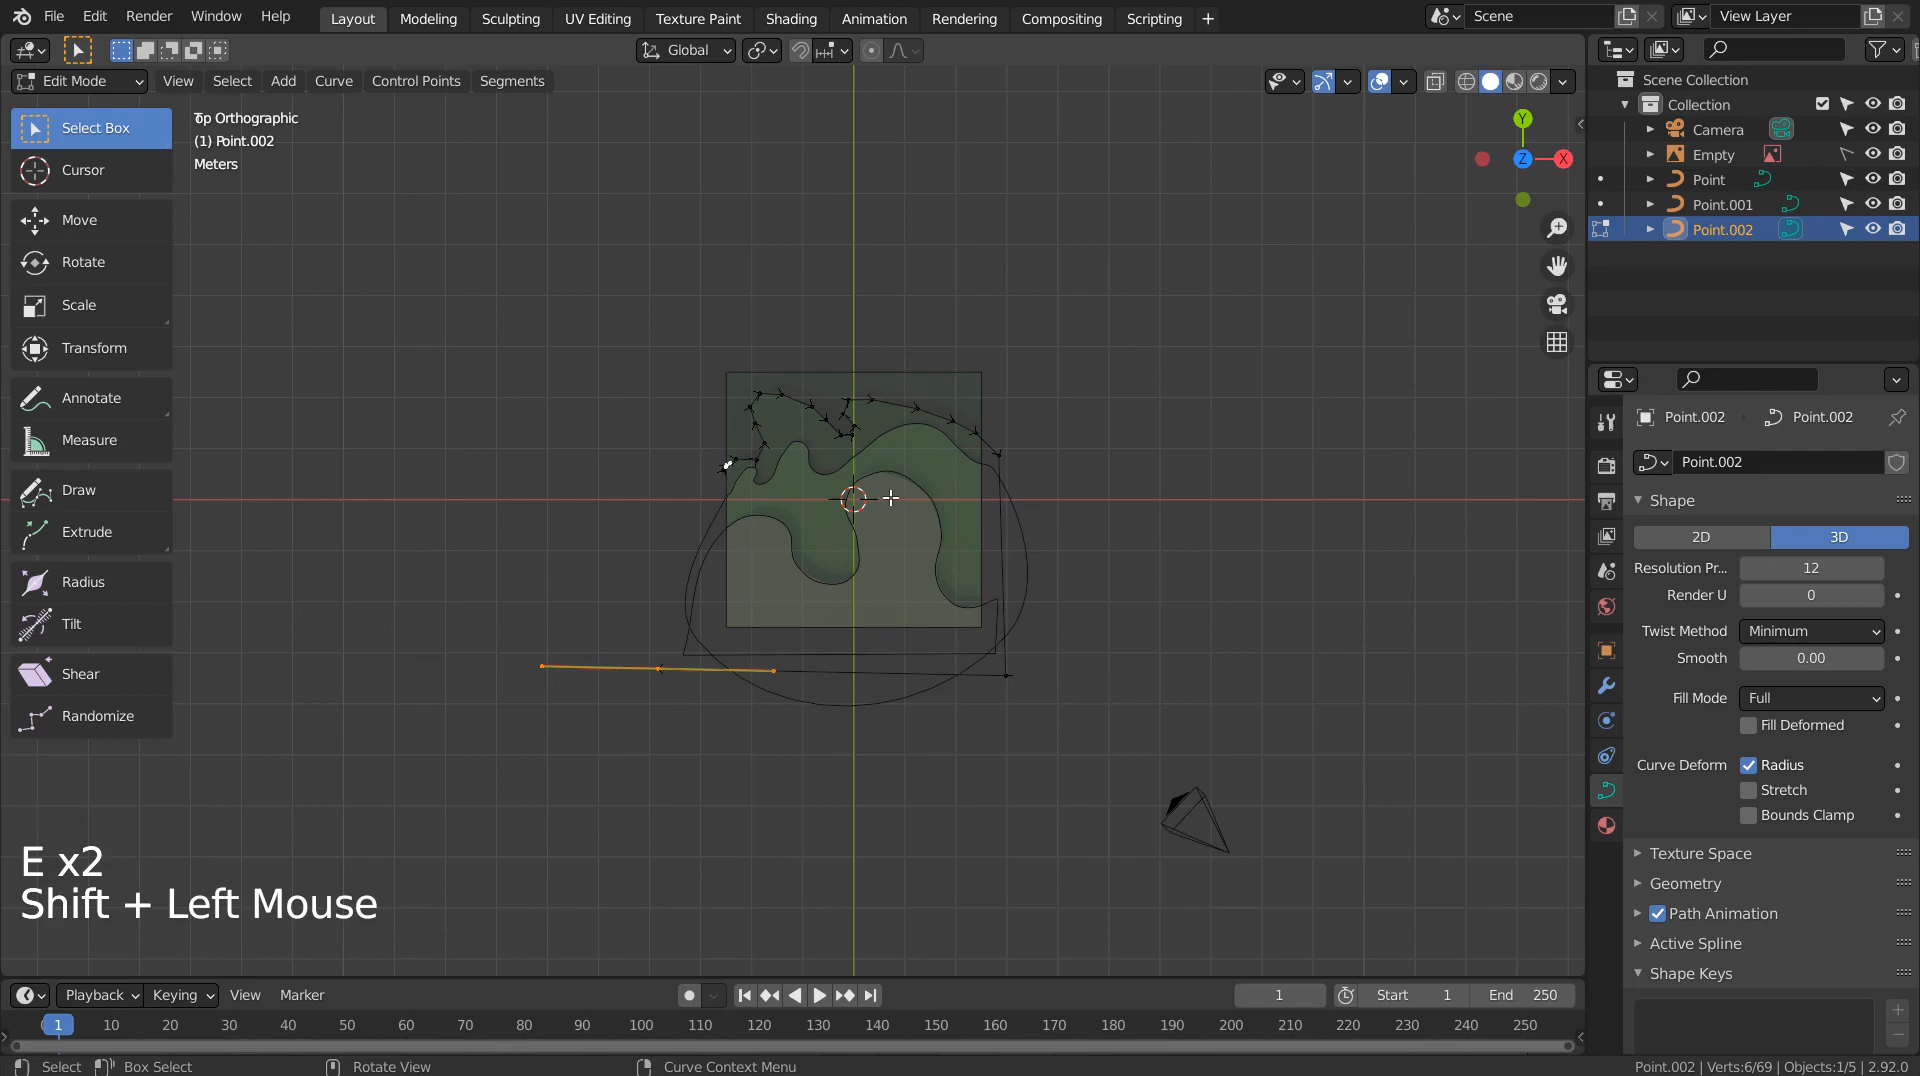 File Edit Render Window Help Layout Modeling Sculpting UV Editing Texture Paint Shading Animation Rendering Compositing Scripting + Scene View Layer
Global
Edit Mode View Select Add Curve Control Points Segments
Select Box
Cursor
Move
Rotate
Scale
Transform
Annotate
Measure
Draw
Extrude
Radius
Tilt
Shear
Randomize
Top Orthographic
(1) Point.002
Meters
Y
Z
X
E x2
Shift + Left Mouse
Scene Collection
Collection
Camera
Empty
Point
Point.001
Point.002
Point.002 Point.002
Point.002
Shape
2D 3D
Resolution Pr... 12
Render U 0
Twist Method Minimum
Smooth 0.00
Fill Mode Full
Fill Deformed
Curve Deform Radius
Stretch
Bounds Clamp
Texture Space
Geometry
Path Animation
Active Spline
Shape Keys
Playback Keying View Marker 1 Start 1 End 250
1 10 20 30 40 50 60 70 80 90 100 110 120 130 140 150 160 170 180 190 200 210 220 230 240 250
Select Box Select Rotate View Curve Context Menu Point.002 | Verts:6/69 | Objects:1/5 | 2.92.0